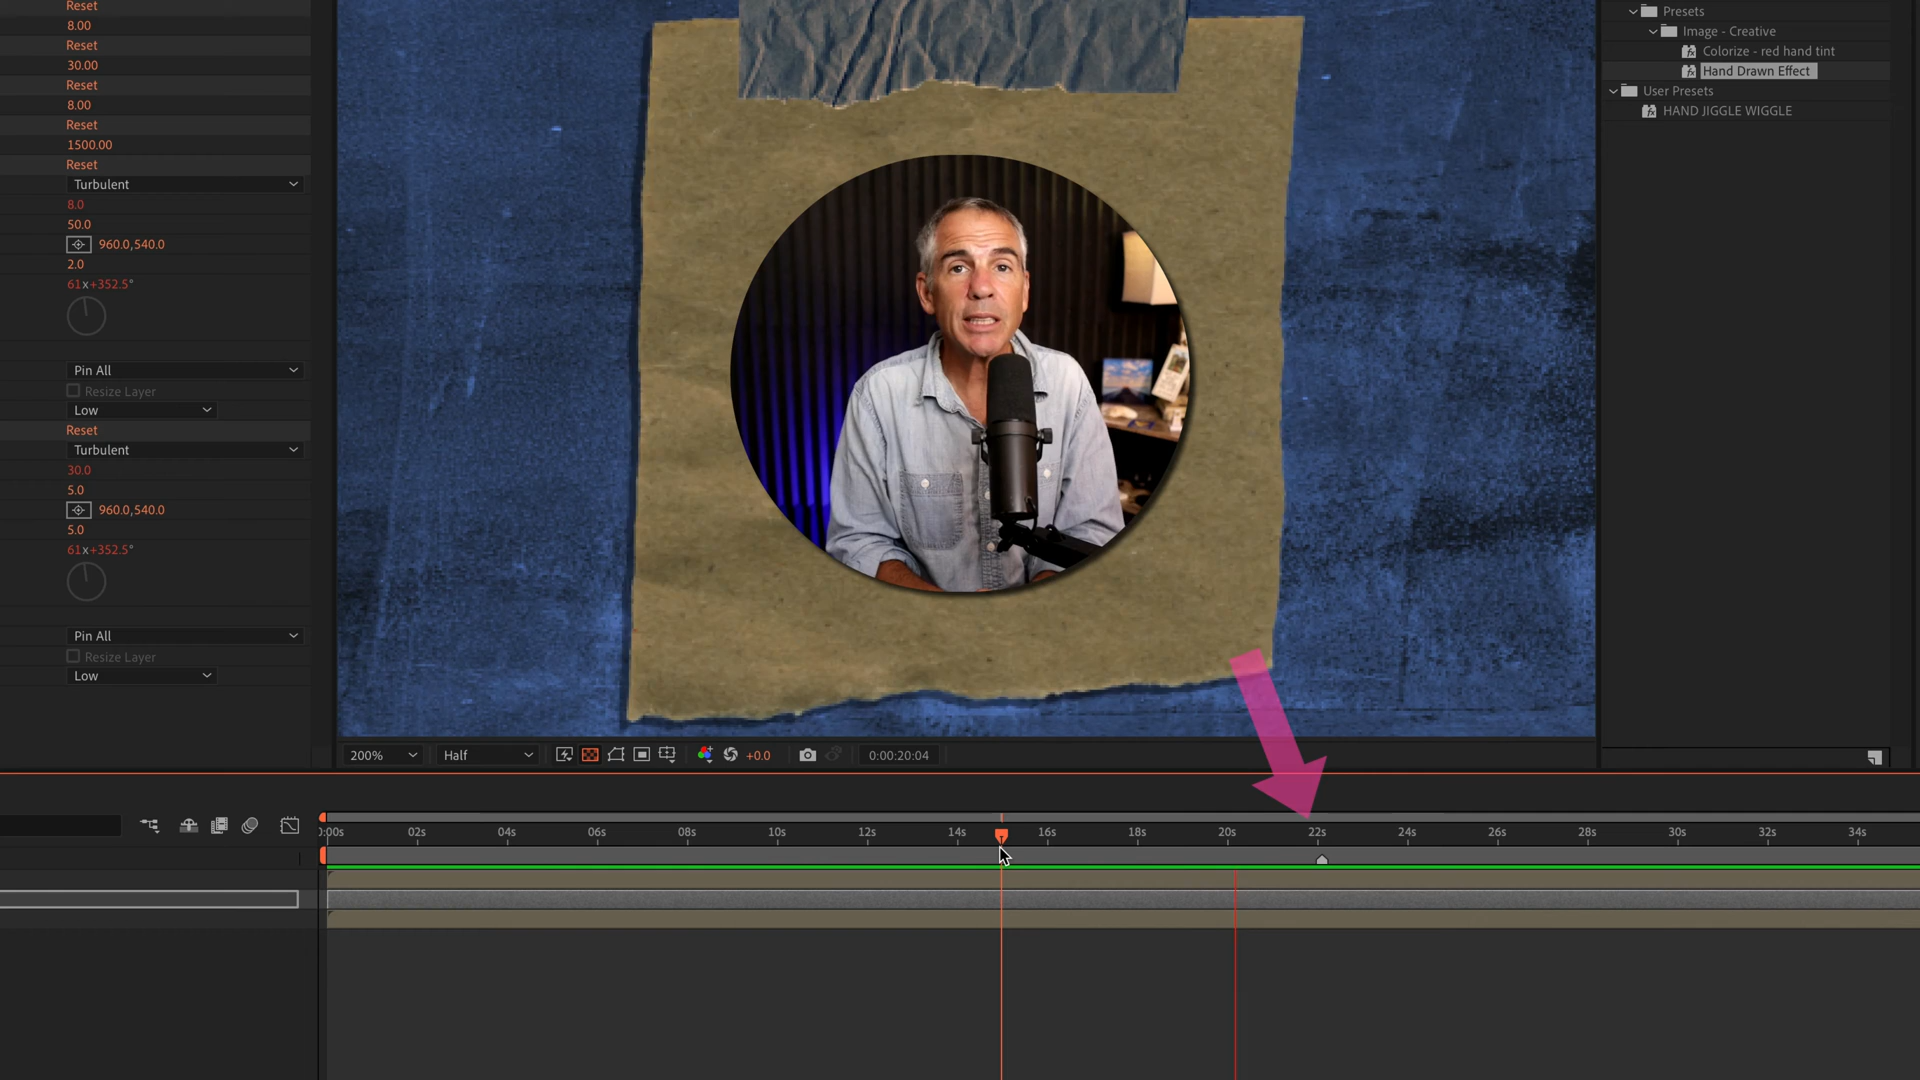 Reset
8.00
Reset
30.00
Reset
8.00
Reset
1500.00
Reset
Turbulent
8.0
50.0
960.0,540.0
2.0
61x+352.5°
Pin All
Resize Layer
Low
Reset
Turbulent
30.0
5.0
960.0,540.0
5.0
61x+352.5°
Pin All
Resize Layer
Low
Presets
Image - Creative
Colorize - red hand tint
Hand Drawn Effect
User Presets
HAND JIGGLE WIGGLE
200% Half +0.0 0:00:20:04
0:00s 02s 04s 06s 08s 10s 12s 14s 16s 18s 20s 22s 24s 26s 28s 30s 32s 34s